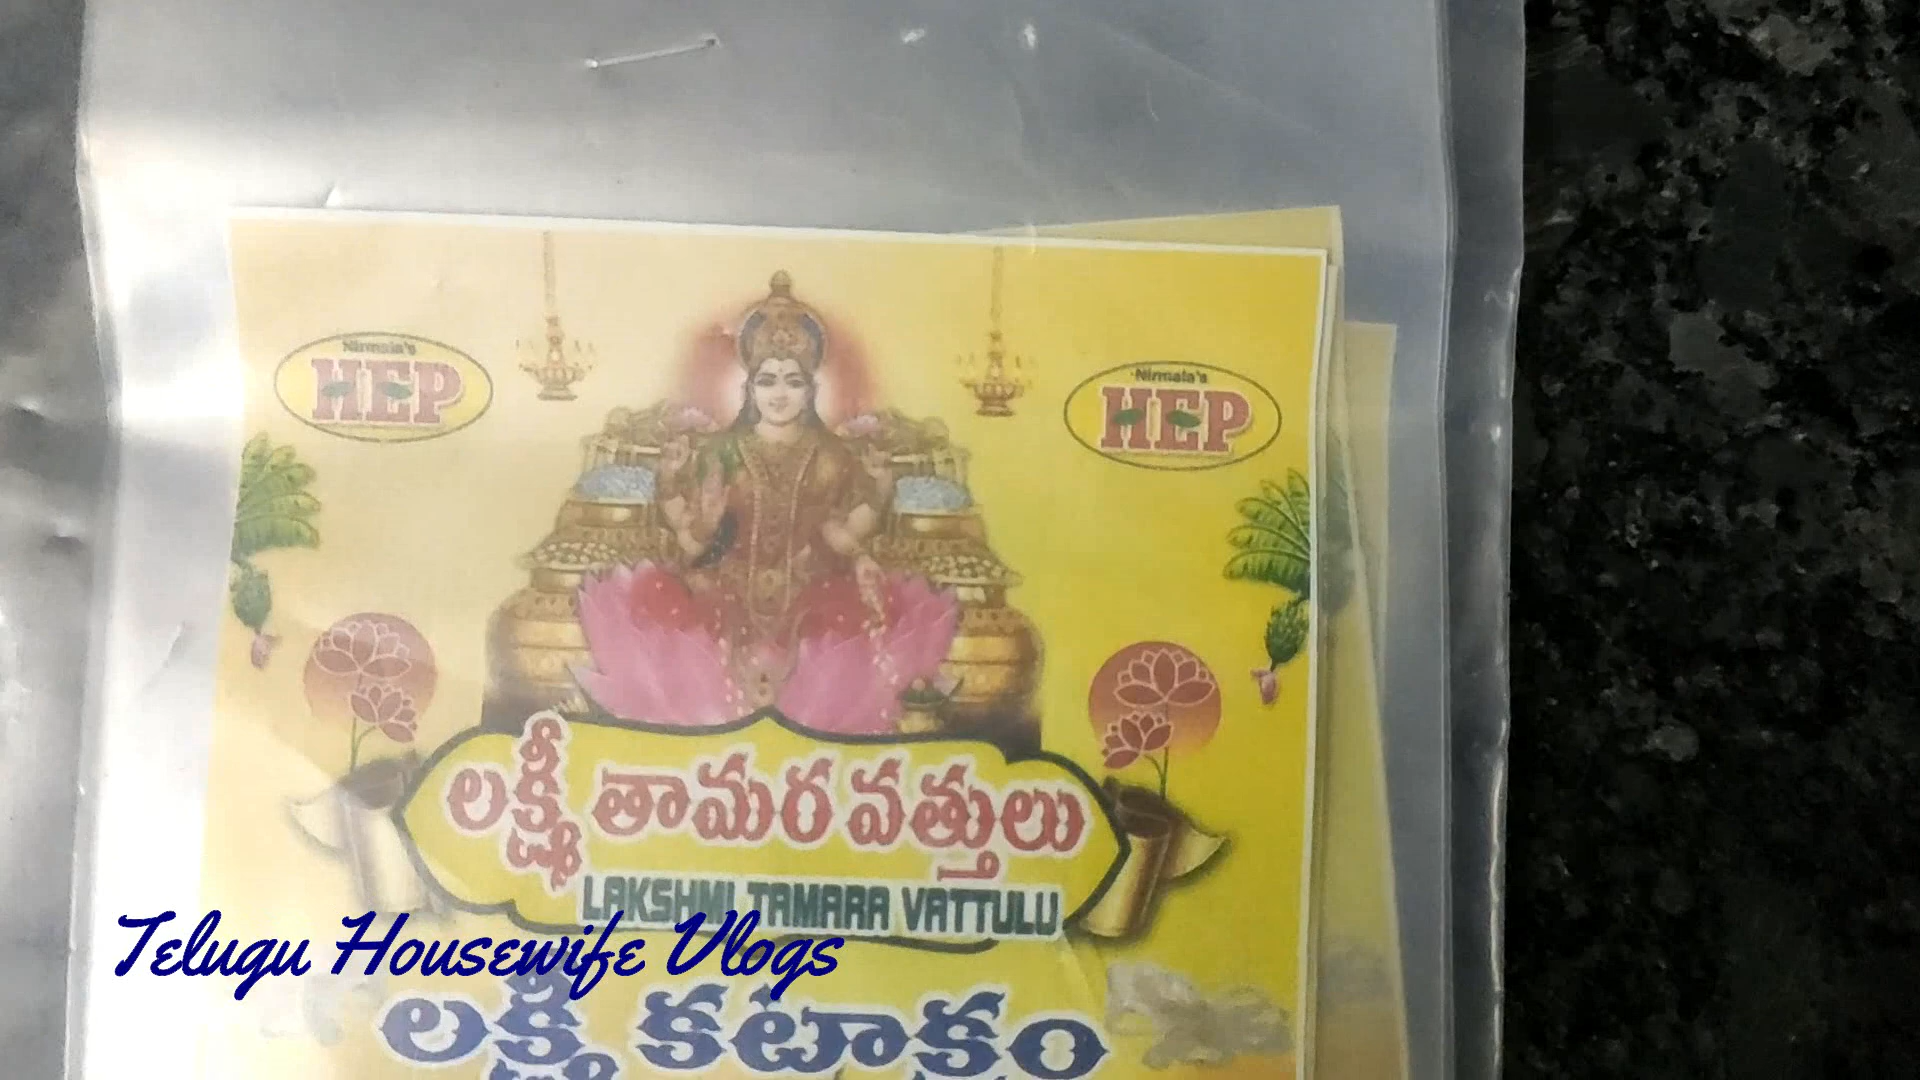 Nirmala's
HEP
Nirmala's
HEP
లక్ష్మీ తామర వత్తులు
LAKSHMI TAMARA VATTULU
Telugu Housewife Vlogs
లక్ష్మీ కటాక్షం